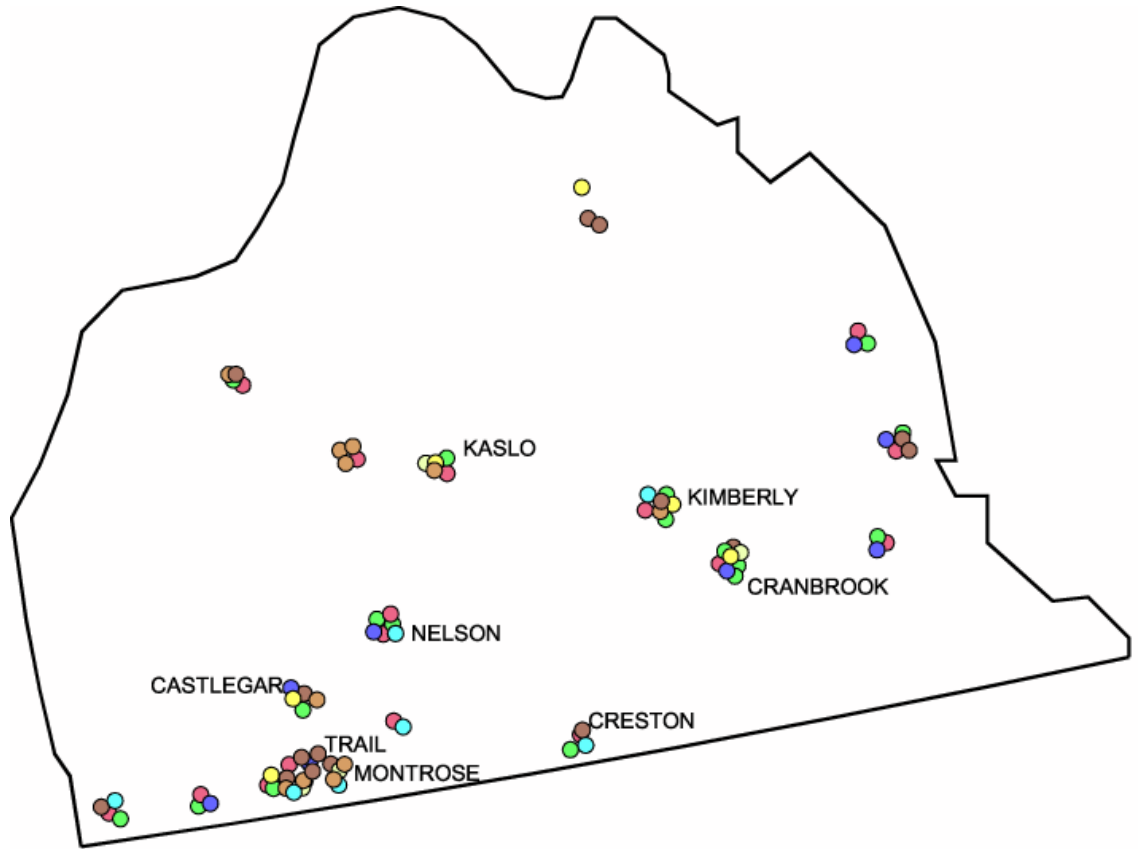 KASLO
KIMBERLY
CRANBROOK
NELSON
CASTLEGAR
CRESTON
TRAIL
MONTROSE